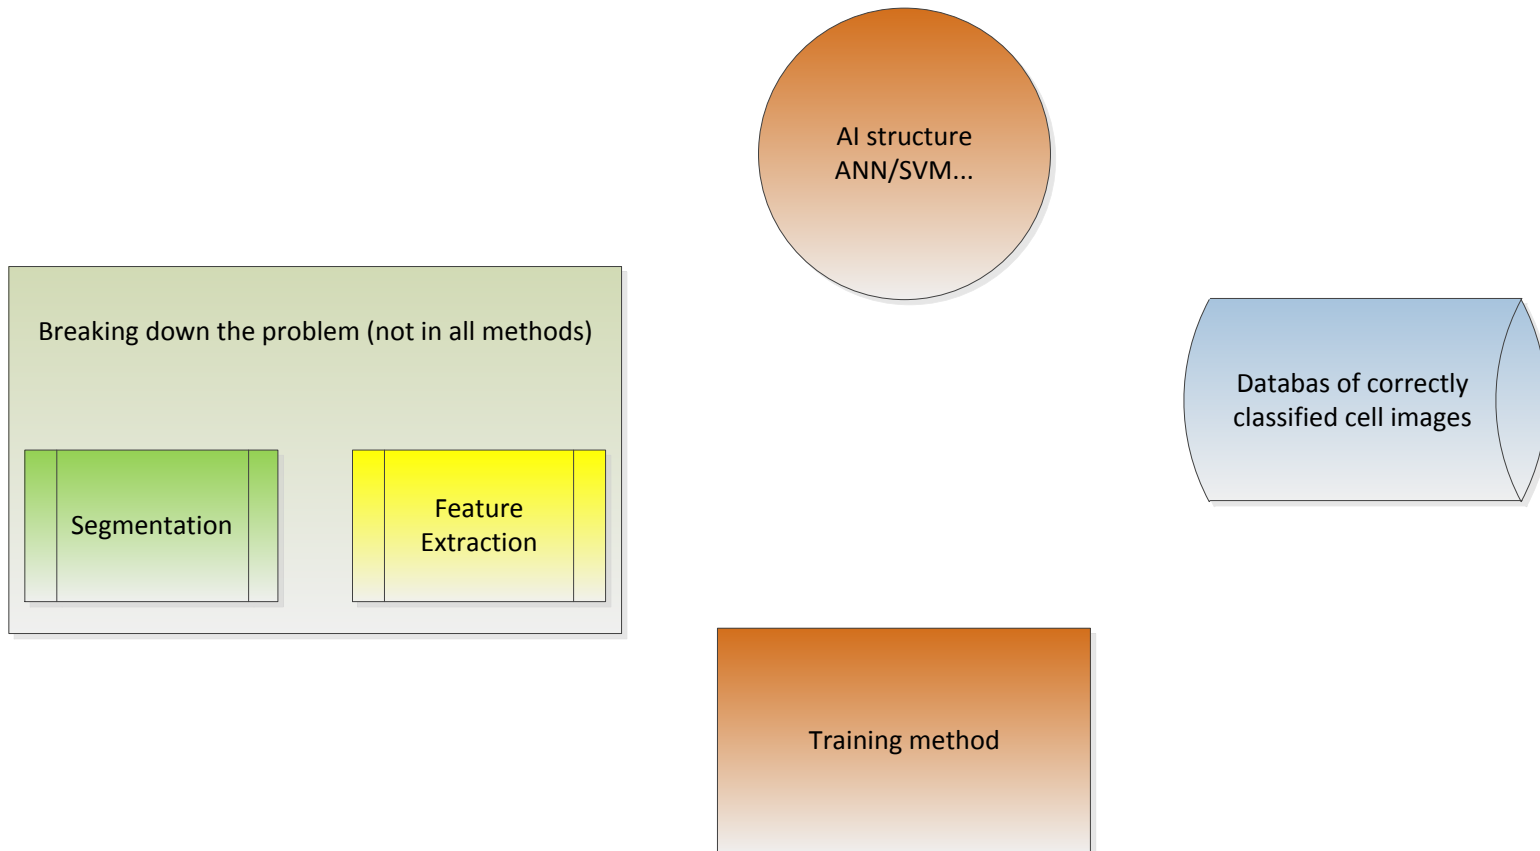 AI structure
ANN/SVM...
Breaking down the problem (not in all methods)
Segmentation
Feature
Extraction
Databas of correctly
classified cell images
Training method